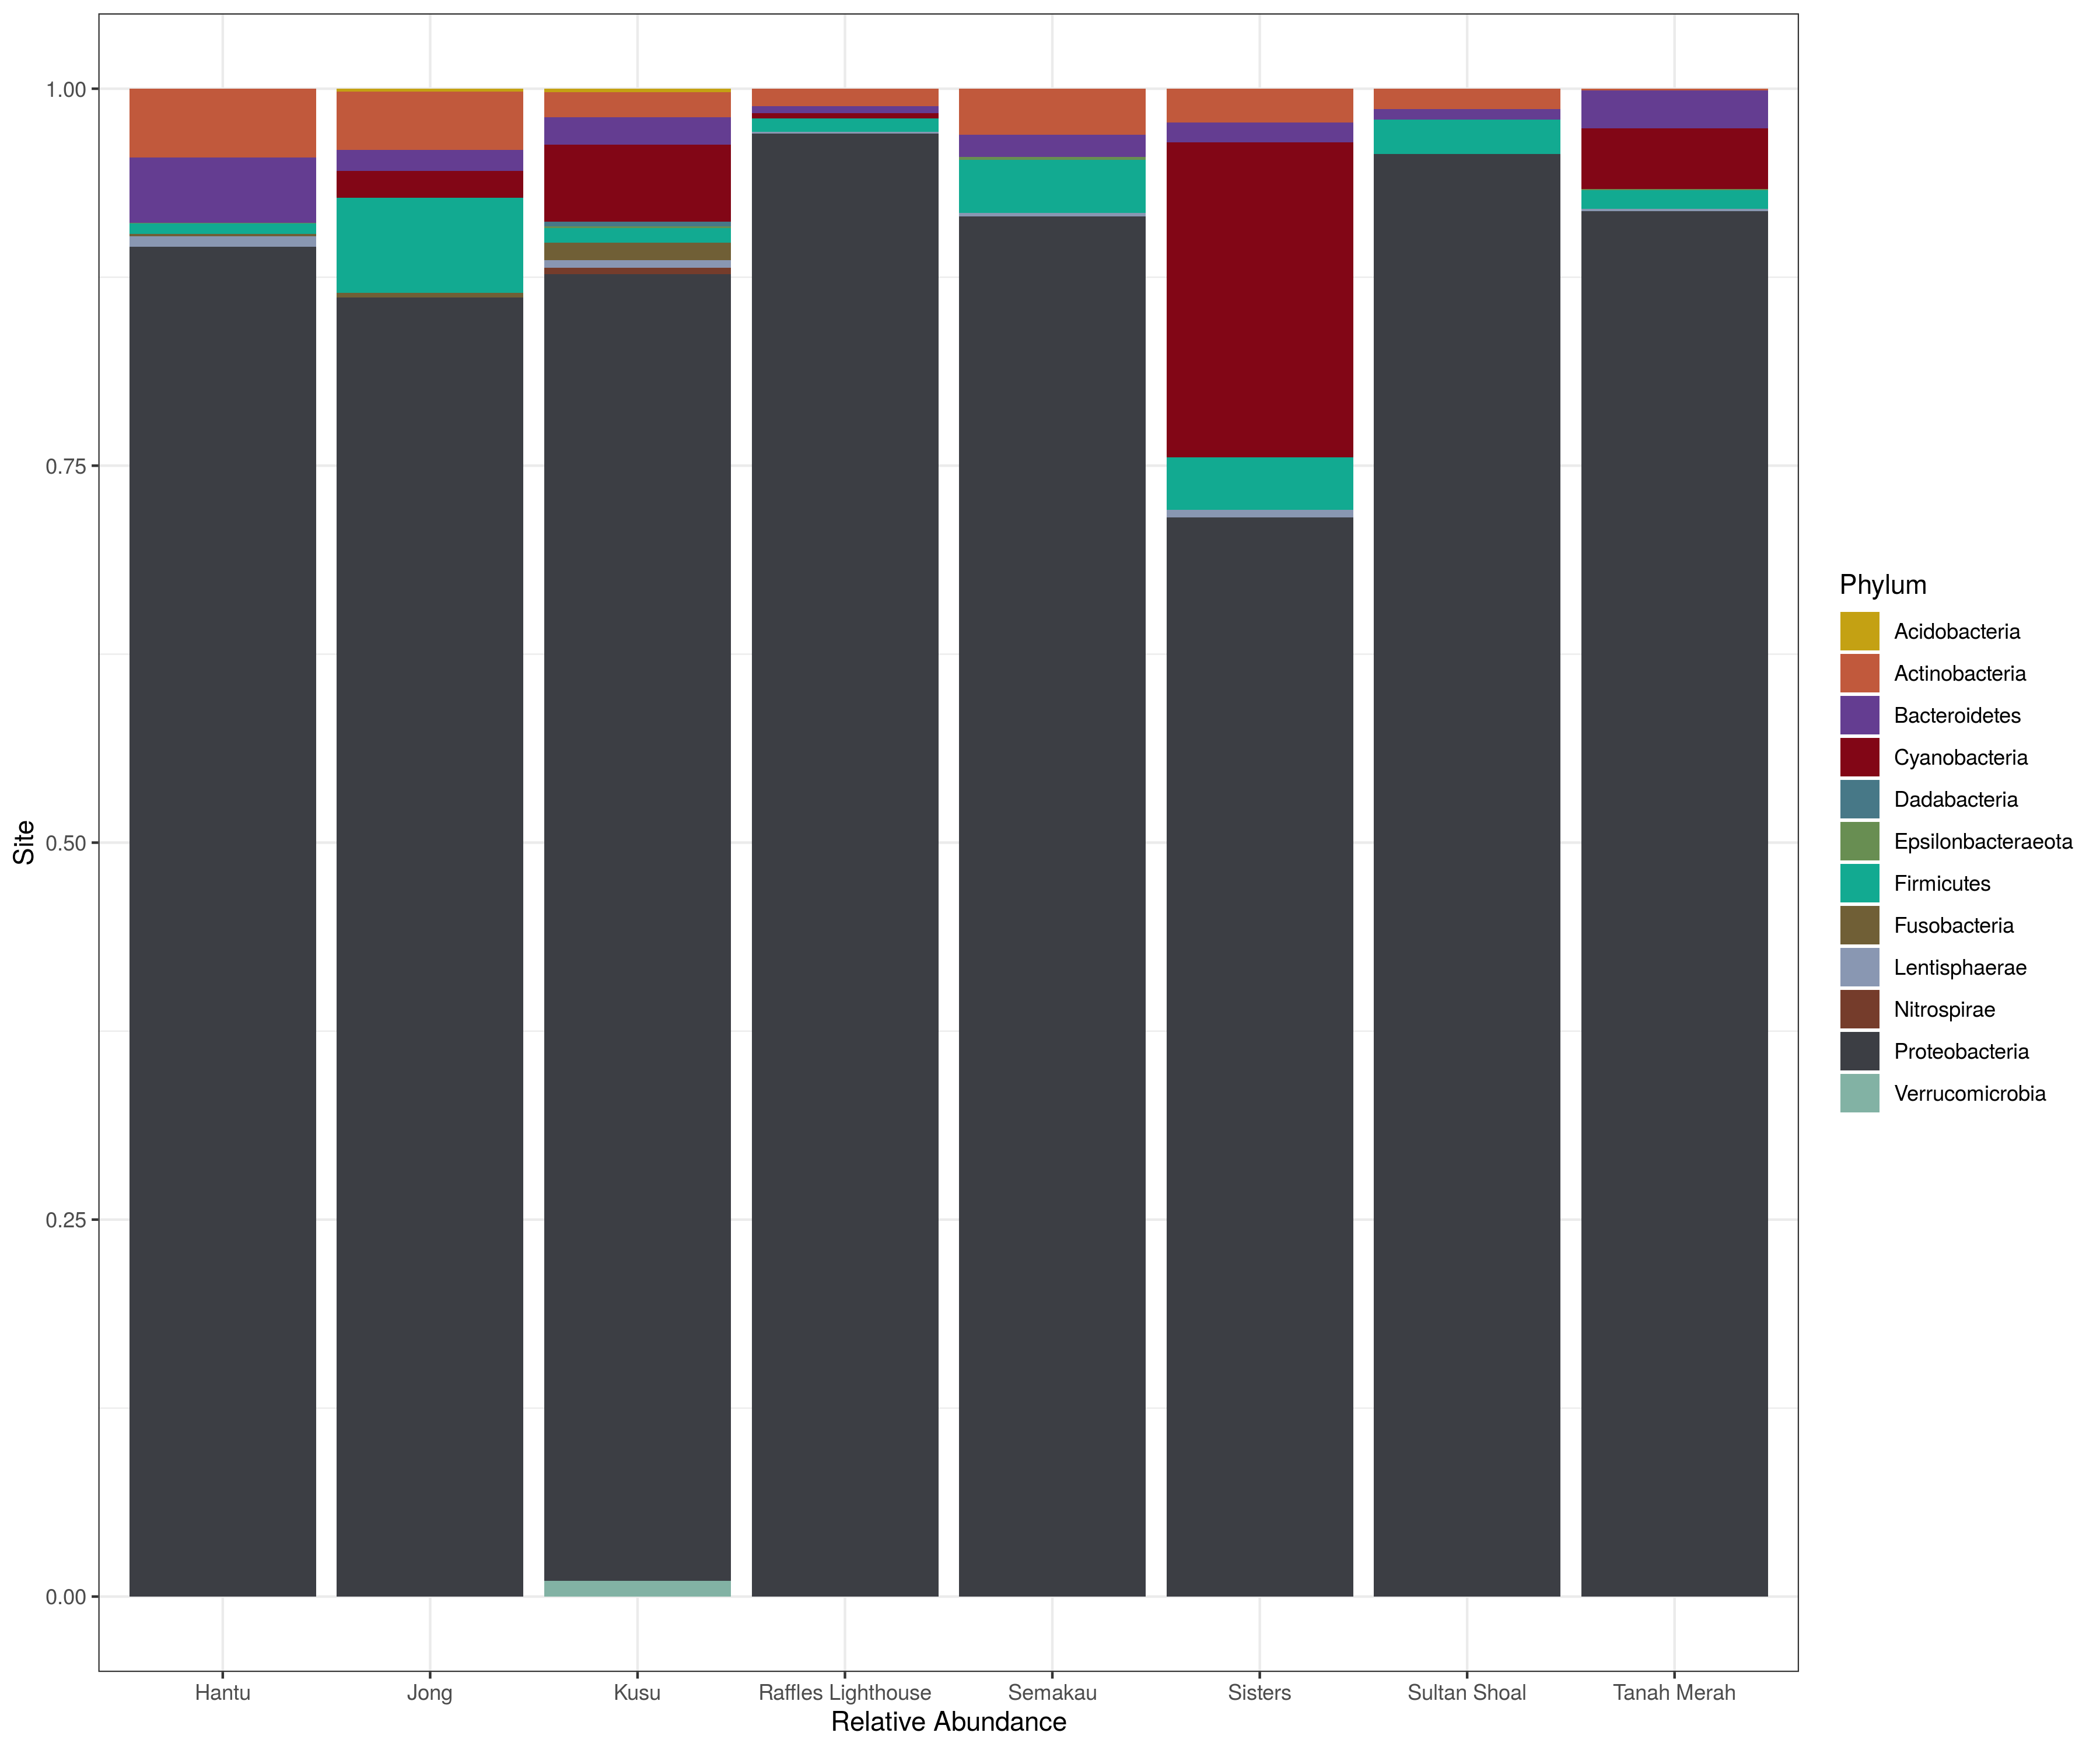 1.00
0.75
0.50
0.25
0.00
Site
Hantu
Jong
Kusu
Raffles Lighthouse
Semakau
Sisters
Sultan Shoal
Tanah Merah
Relative Abundance
Phylum
Acidobacteria
Actinobacteria
Bacteroidetes
Cyanobacteria
Dadabacteria
Epsilonbacteraeota
Firmicutes
Fusobacteria
Lentisphaerae
Nitrospirae
Proteobacteria
Verrucomicrobia